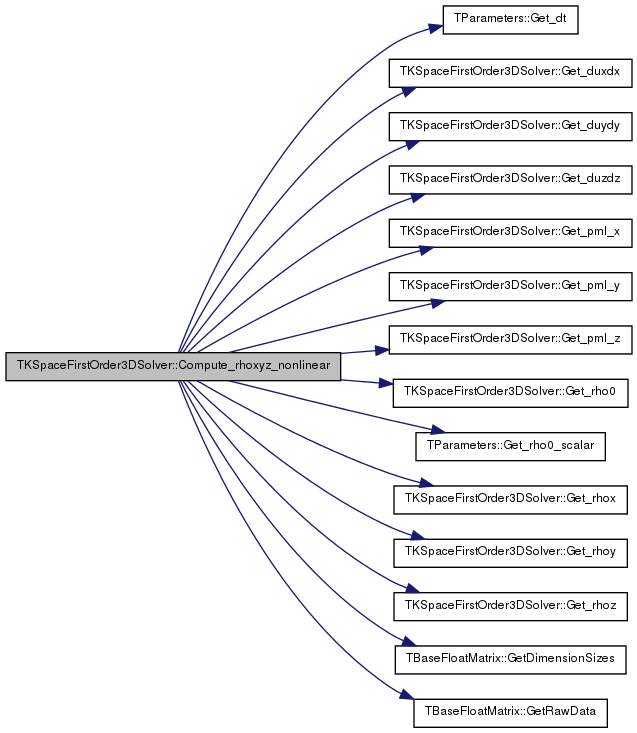 TParameters::Get_dt
TKSpaceFirstOrder3DSolver::Get_duxdx
TKSpaceFirstOrder3DSolver::Get_duydy
TKSpaceFirstOrder3DSolver::Get_duzdz
TKSpaceFirstOrder3DSolver::Get_pml_x
TKSpaceFirstOrder3DSolver::Get_pml_y
TKSpaceFirstOrder3DSolver::Get_pml_z
TKSpaceFirstOrder3DSolver::Compute_rhoxyz_nonlinear
TKSpaceFirstOrder3DSolver::Get_rho0
TParameters::Get_rho0_scalar
TKSpaceFirstOrder3DSolver::Get_rhox
TKSpaceFirstOrder3DSolver::Get_rhoy
TKSpaceFirstOrder3DSolver::Get_rhoz
TBaseFloatMatrix::GetDimensionSizes
TBaseFloatMatrix::GetRawData